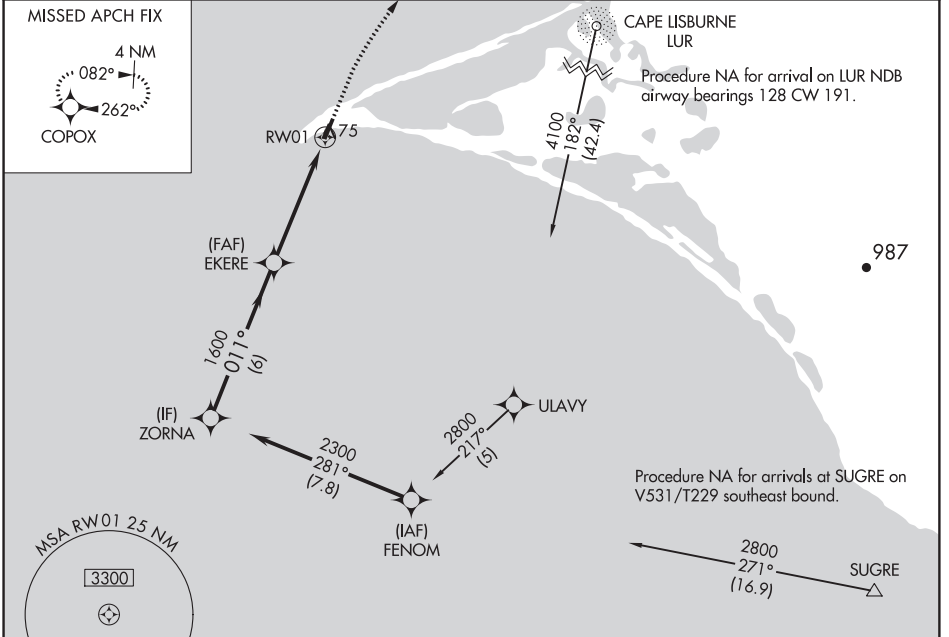 MISSED APCH FIX
4 NM
082°
262°
COPOX
CAPE LISBURNE
LUR
Procedure NA for arrival on LUR NDB
airway bearings 128 CW 191.
RW01
75
4100
182°
(42.4)
(FAF)
EKERE
987
1600
011°
(6)
(IF)
ZORNA
ULAVY
2800
217°
(5)
2300
281°
(7.8)
(IAF)
FENOM
Procedure NA for arrivals at SUGRE on
V531/T229 southeast bound.
MSA RW01 25 NM
3300
2800
271°
(16.9)
SUGRE